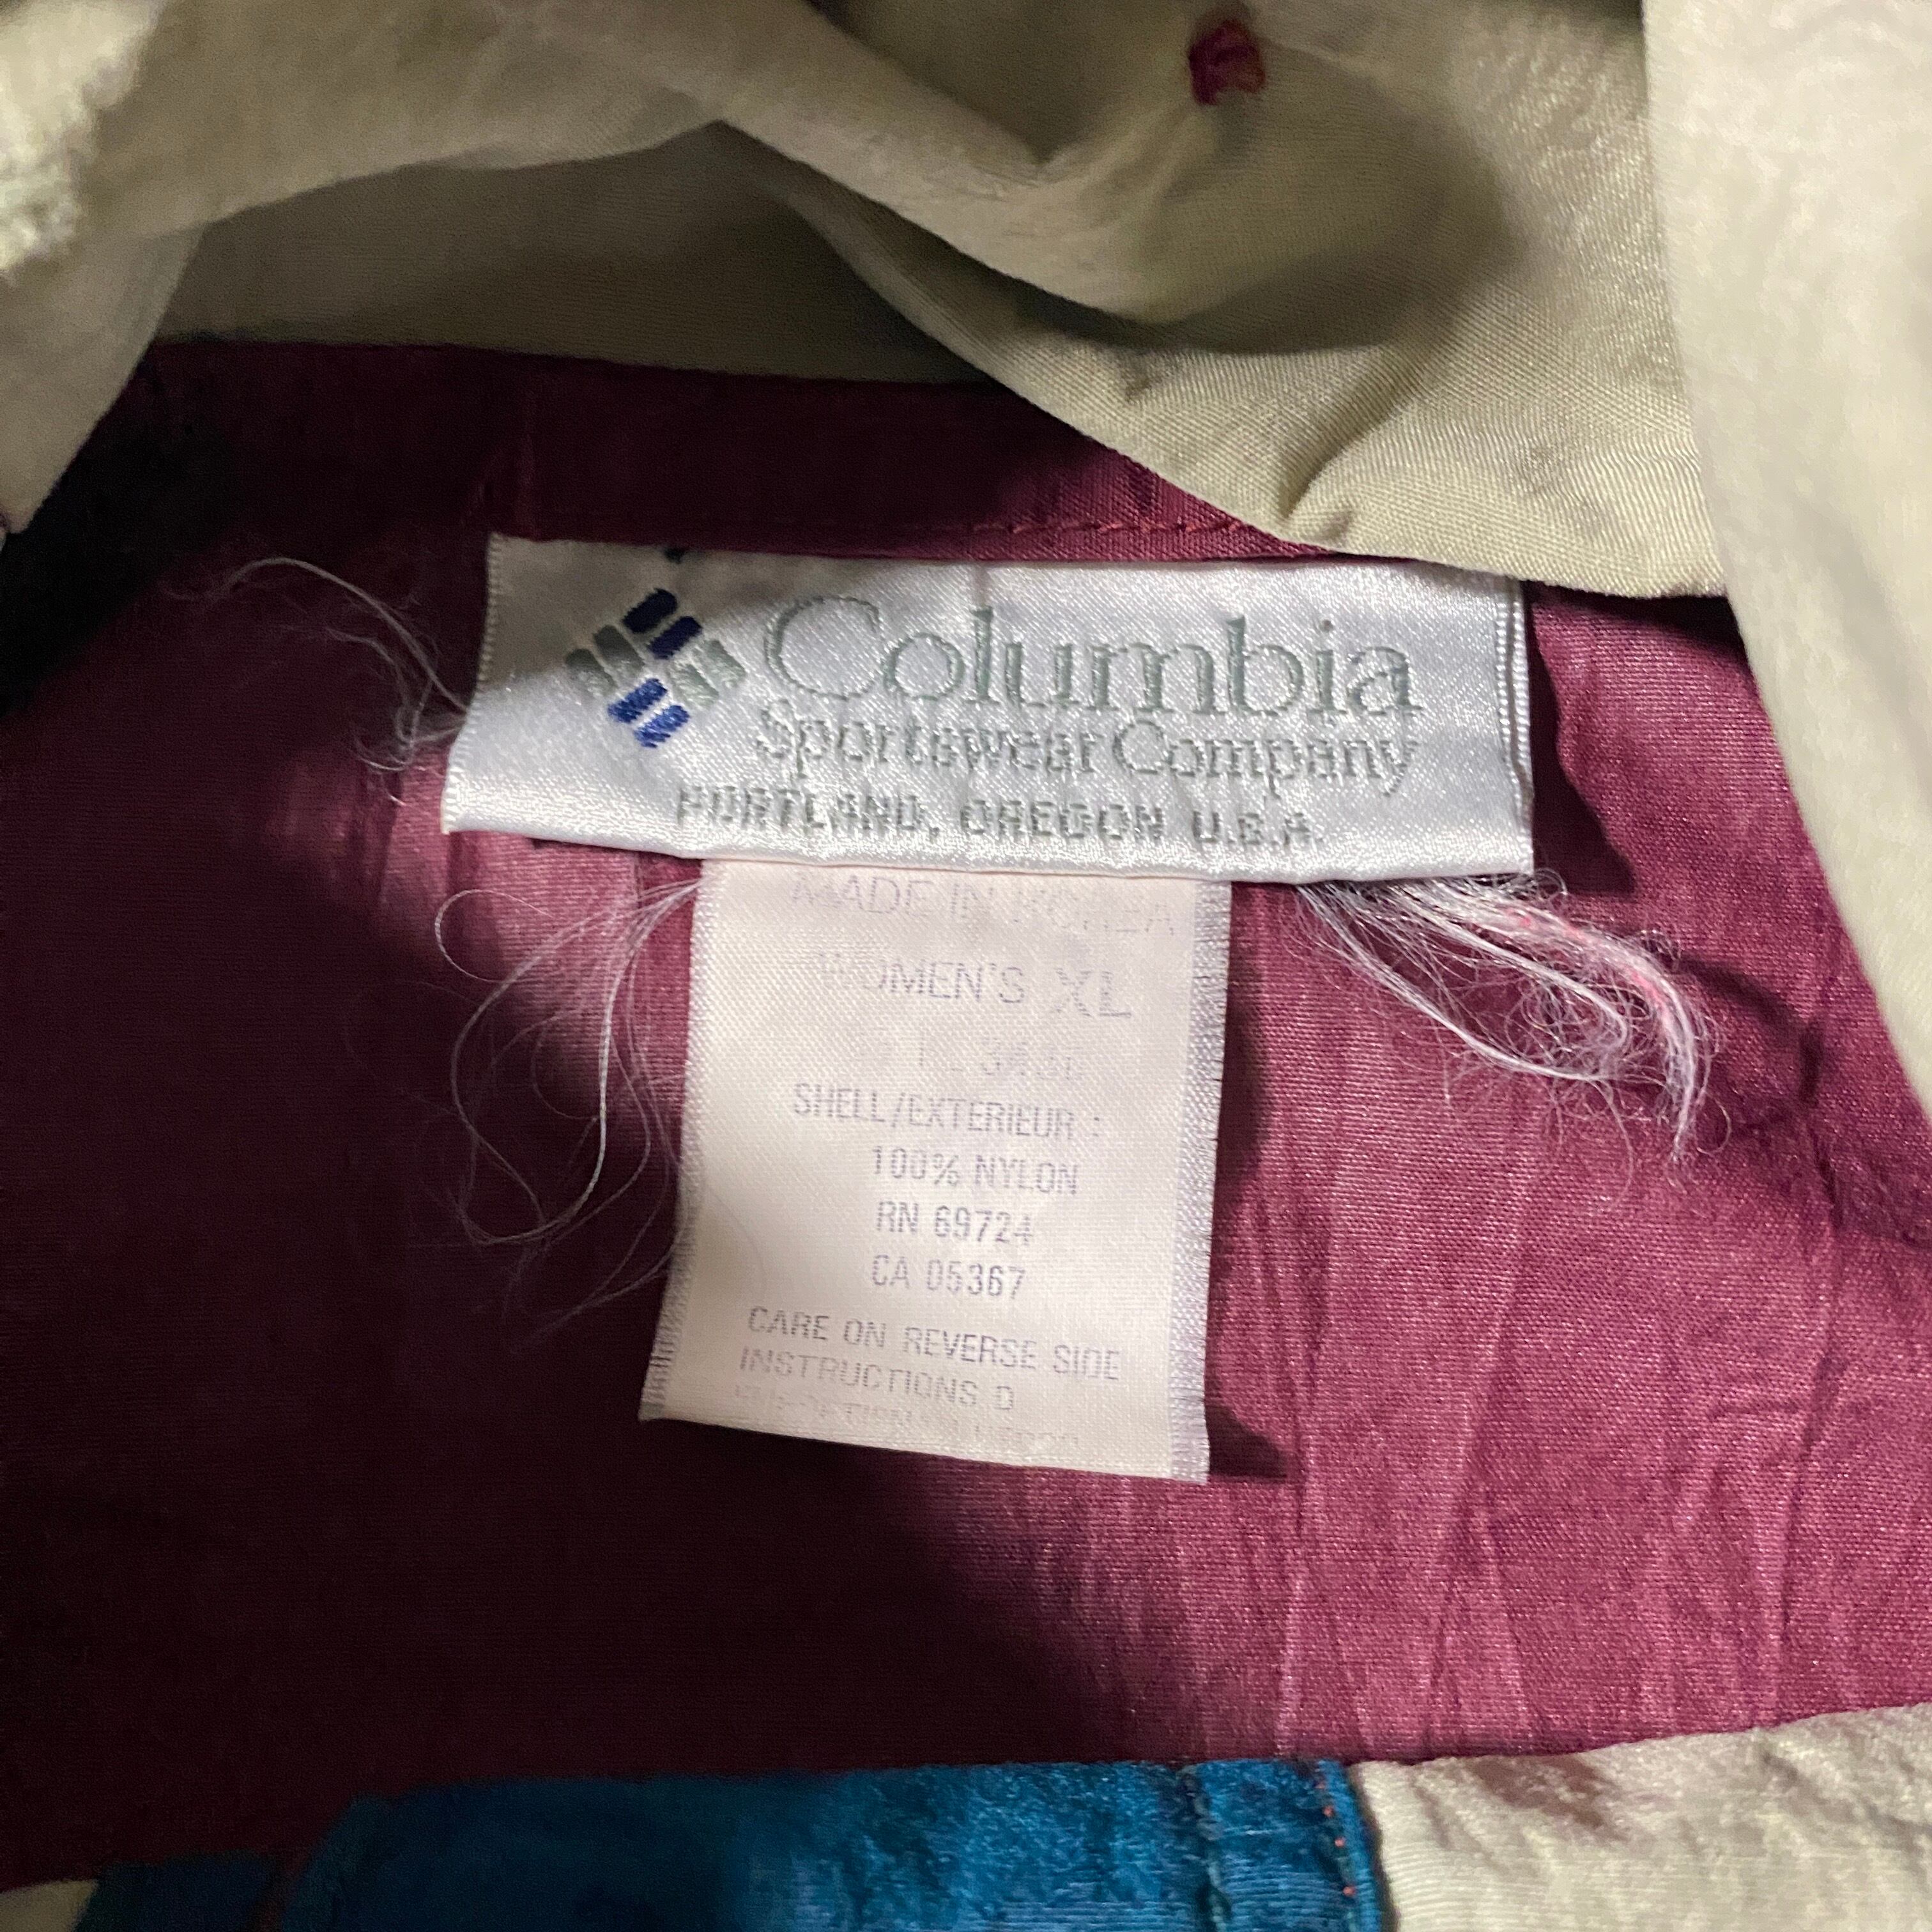 Columbia
Sportswear Company
PORTLAND, OREGON U.S.A.
MADE IN KOREA
WOMEN'S XL
SHELL/EXTERIEUR :
100% NYLON
RN 69724
CA 05367
CARE ON REVERSE SIDE
INSTRUCTIONS D